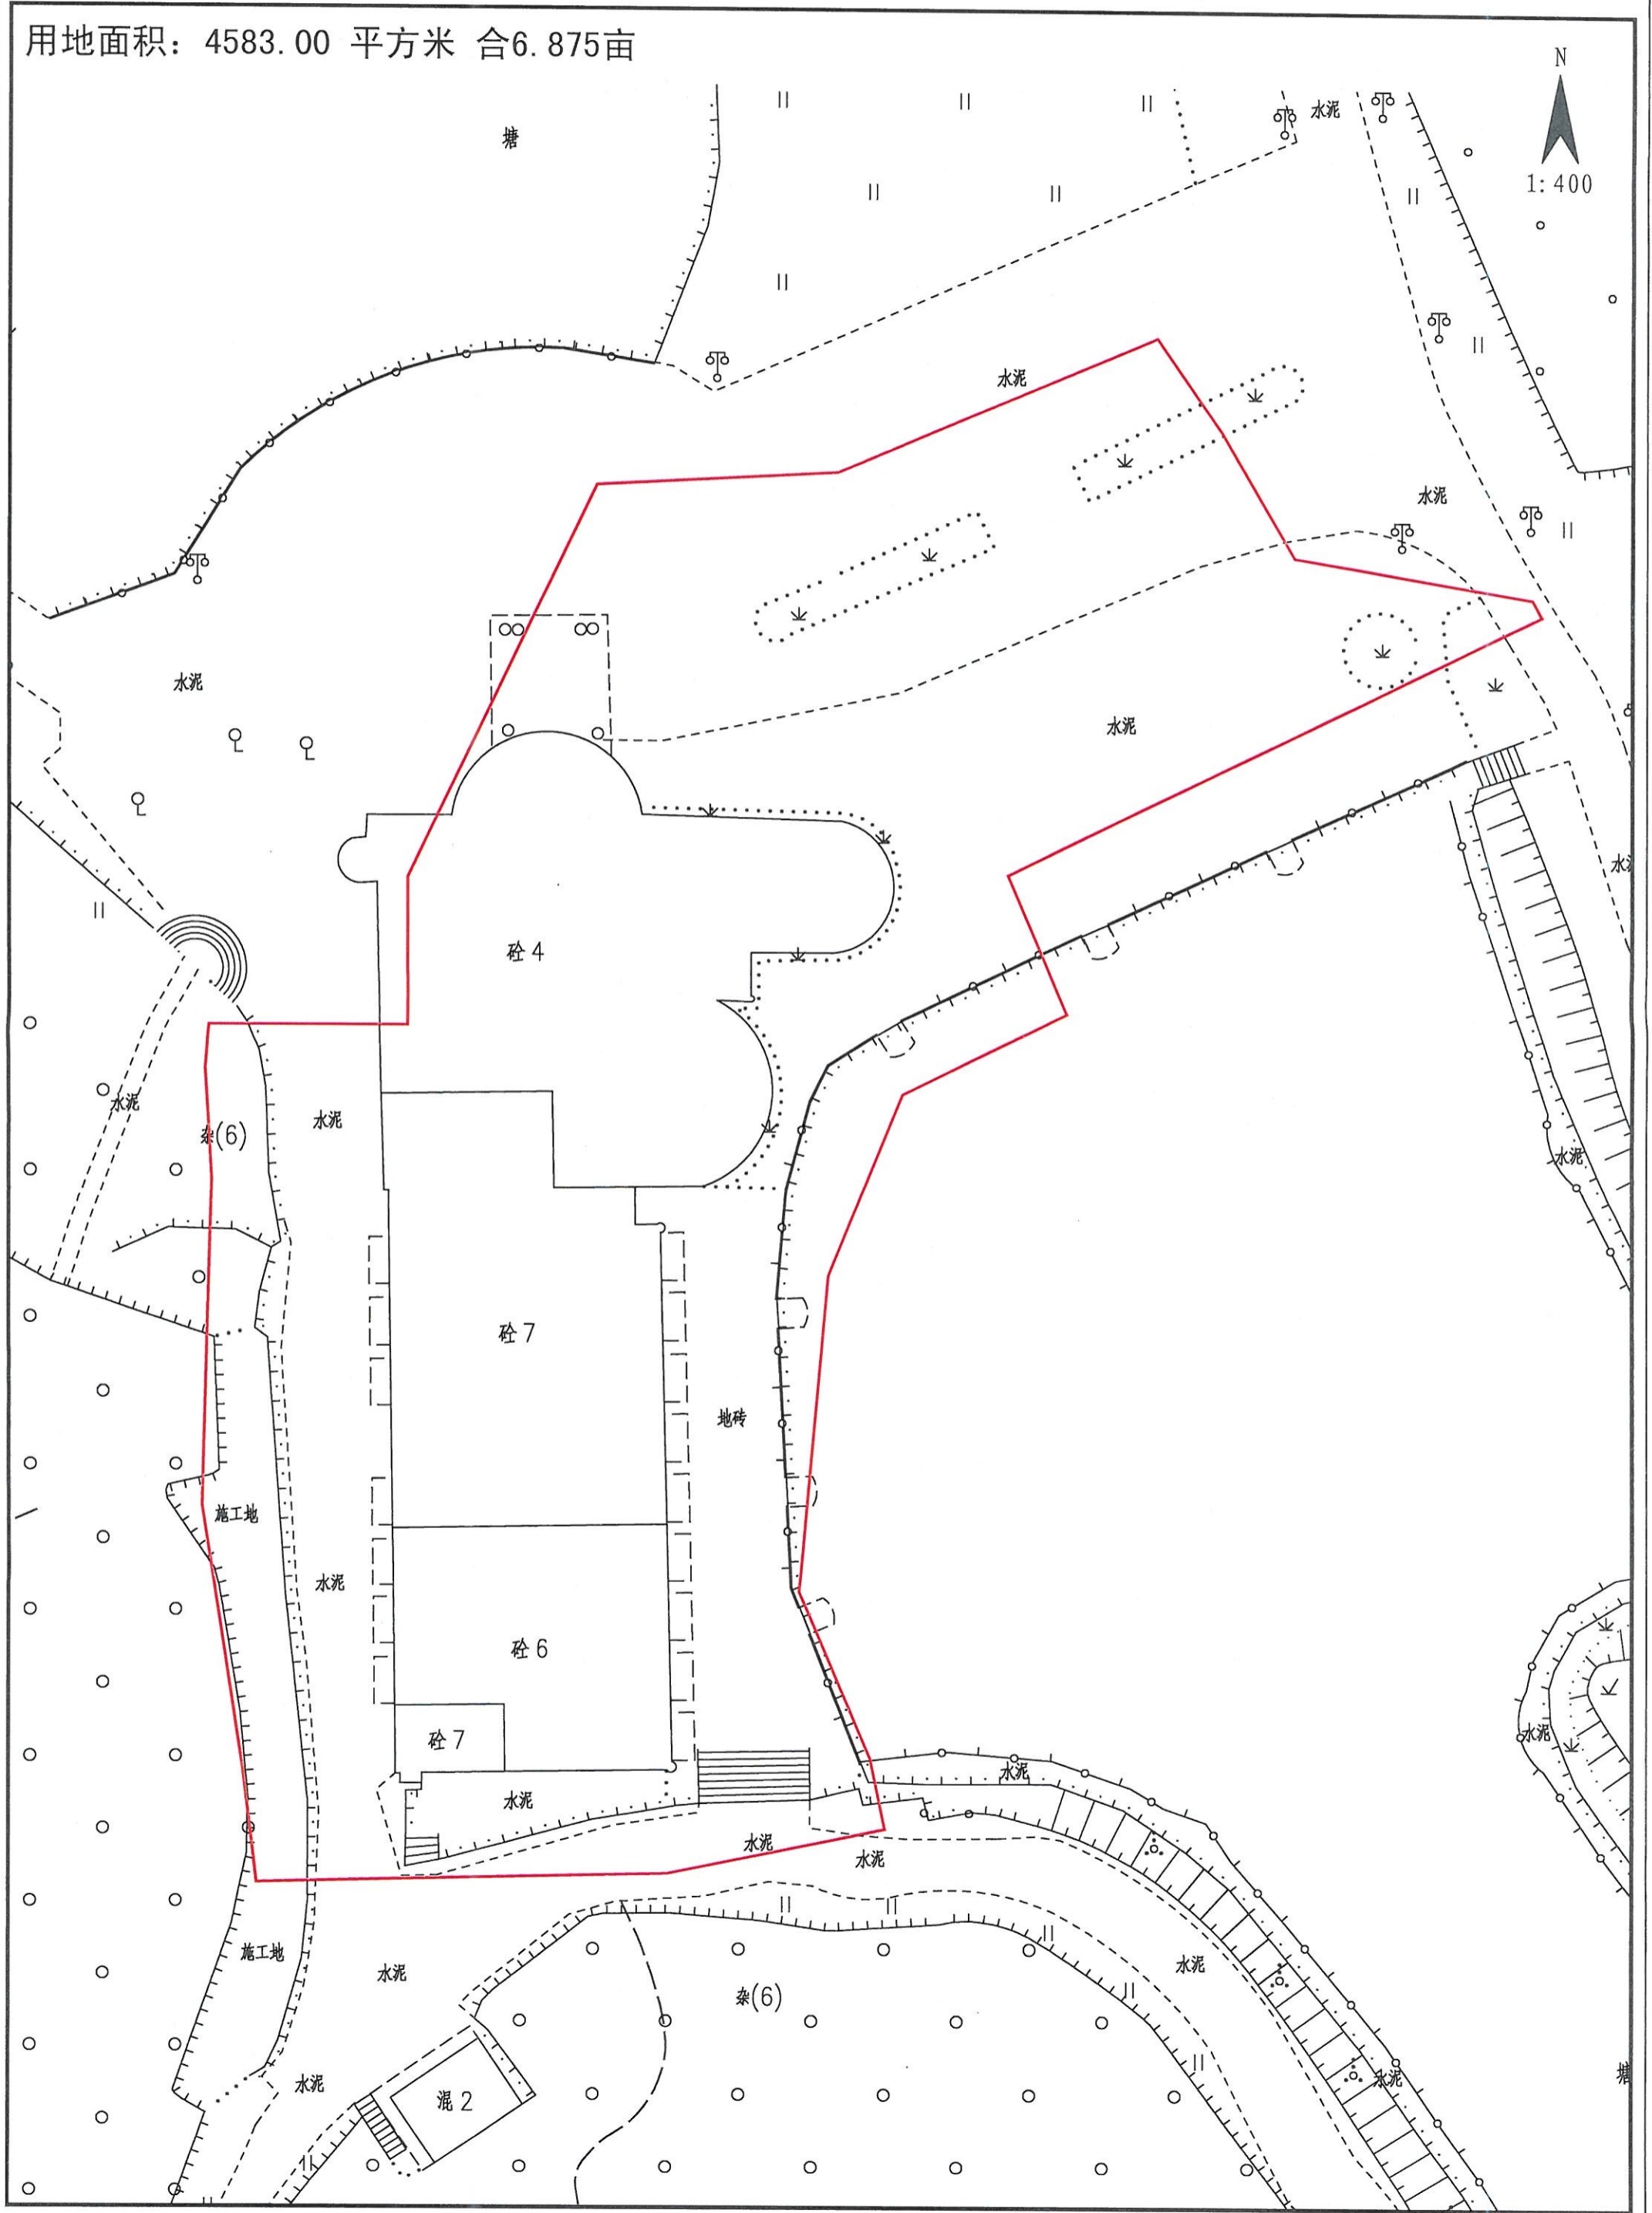 用地面积：4583.00 平方米 合6.875亩
N
塘
水泥
1:400
水泥
水泥
水泥
水泥
水
砼4
水泥
水泥
杂(6)
水泥
砼7
地砖
施工地
水泥
砼6
水泥
砼7
水泥
水泥
水泥
水泥
施工地
水泥
水泥
杂(6)
塘
水泥
水泥
混2